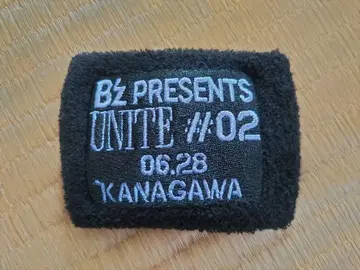 B'z PRESENTS
UNITE #02
06.28
KANAGAWA